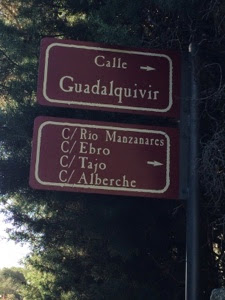 Calle
Guadalquivir
C/Río Manzanares
C/Ebro
C/Tajo
C/Alberche